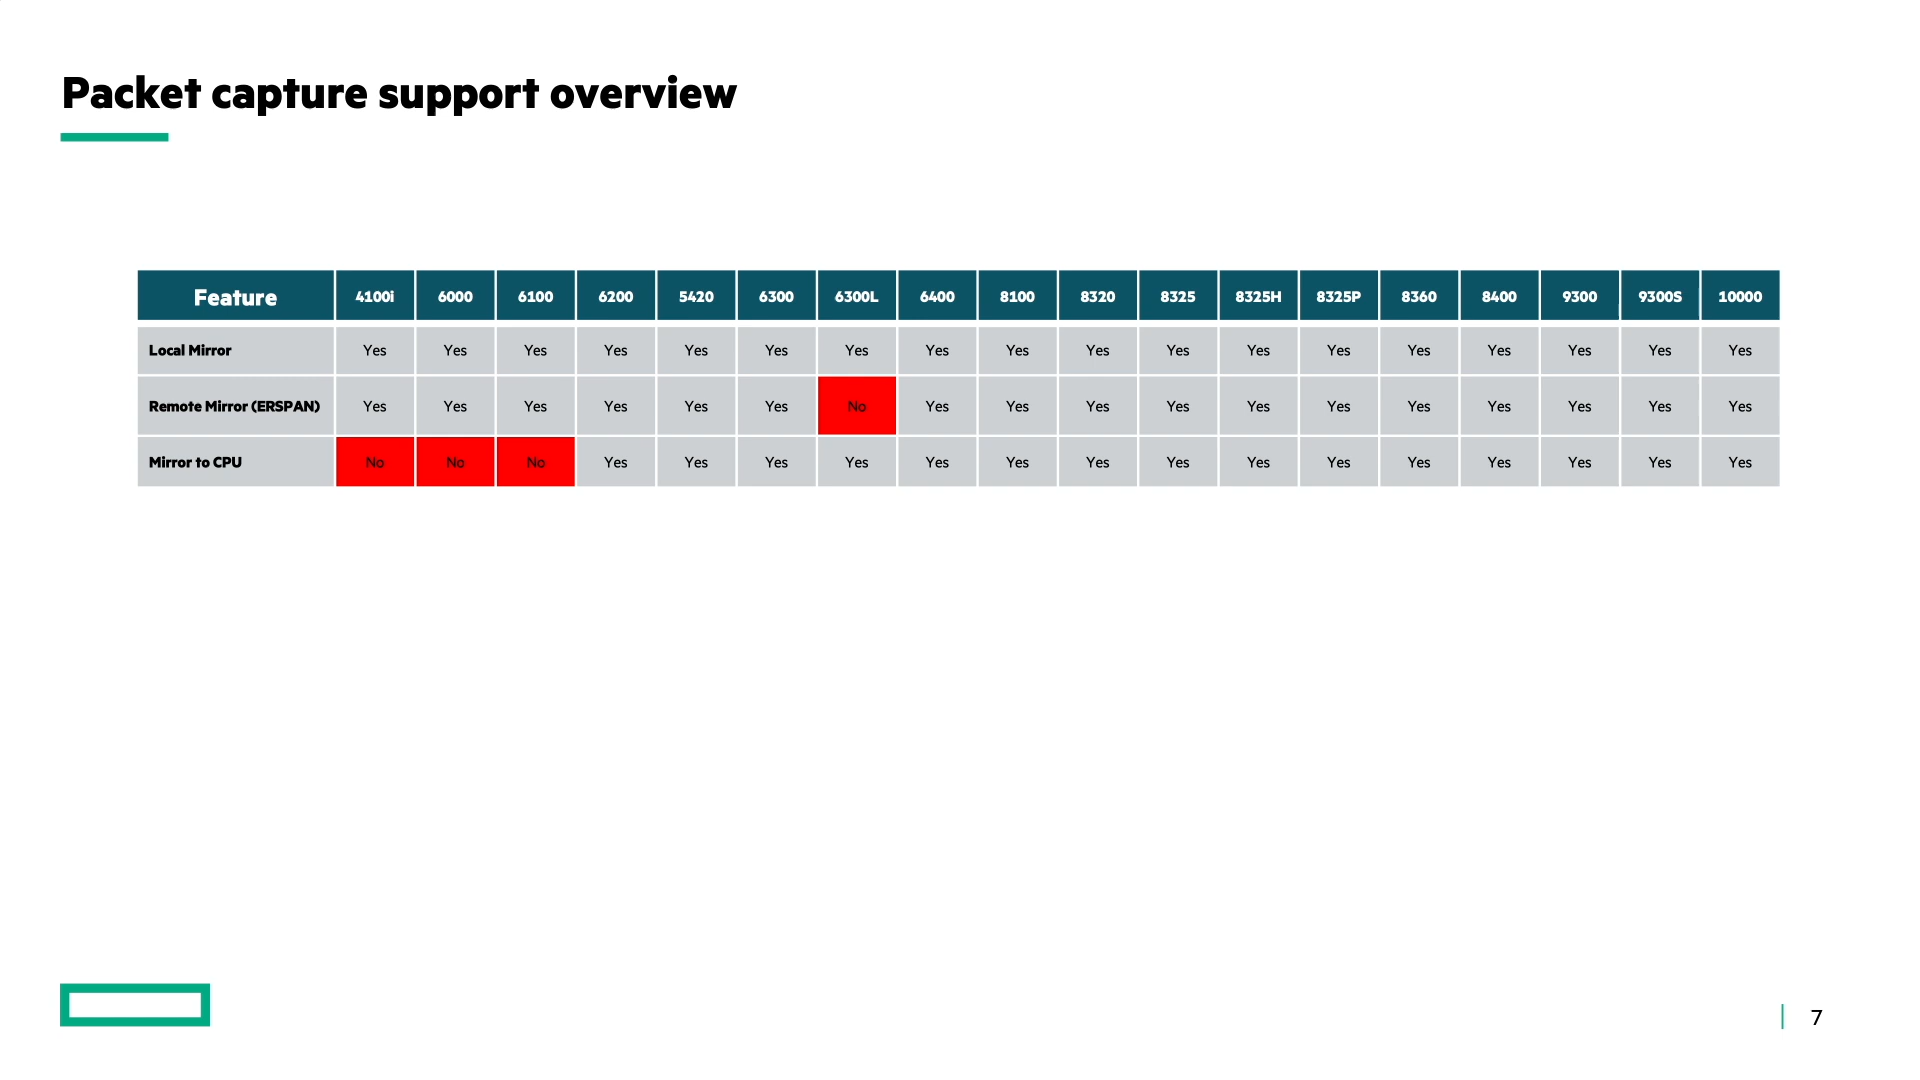 Packet capture support overview
Feature 4100i 6000 6100 6200 5420 6300 6300L 6400 8100 8320 8325 8325H 8325P 8360 8400 9300 9300S 10000
Local Mirror Yes Yes Yes Yes Yes Yes Yes Yes Yes Yes Yes Yes Yes Yes Yes Yes Yes Yes
Remote Mirror (ERSPAN) Yes Yes Yes Yes Yes Yes No Yes Yes Yes Yes Yes Yes Yes Yes Yes Yes Yes
Mirror to CPU No No No Yes Yes Yes Yes Yes Yes Yes Yes Yes Yes Yes Yes Yes Yes Yes
7